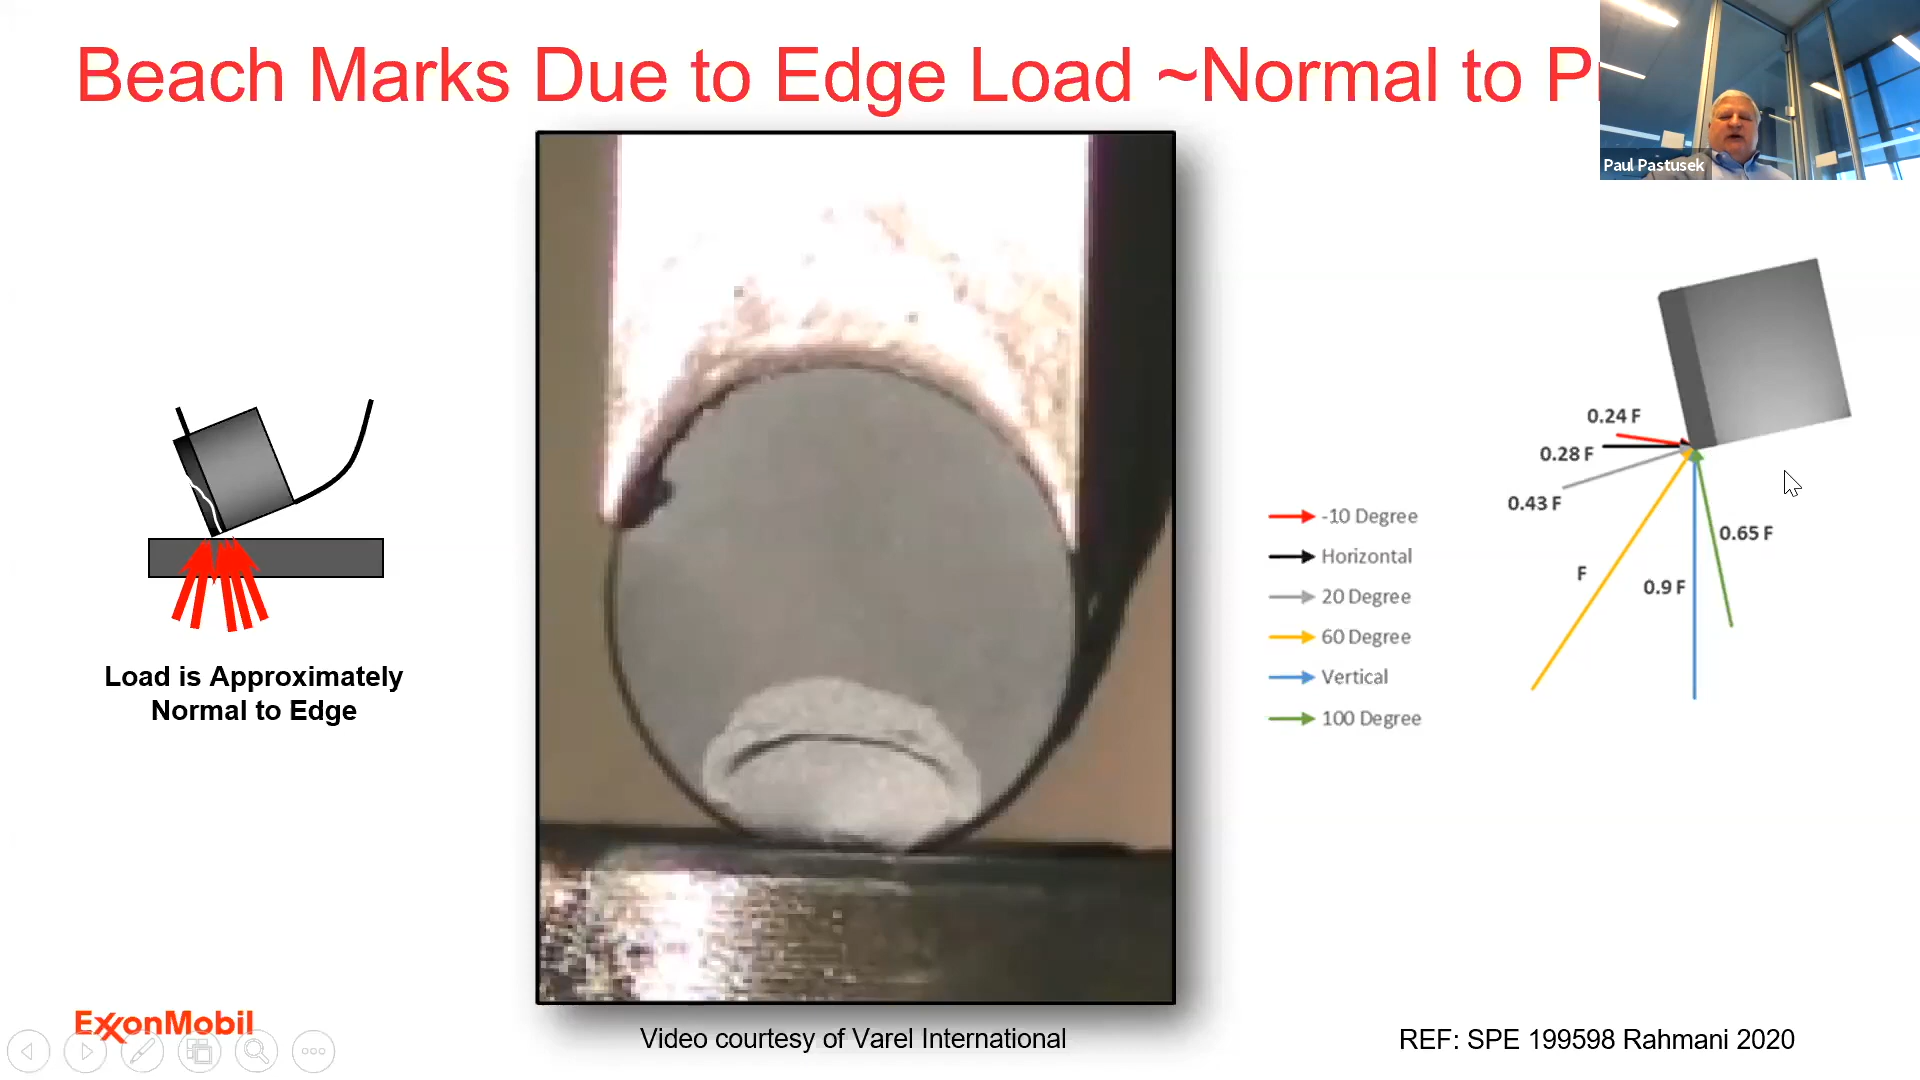 Beach Marks Due to Edge Load ~Normal to P
Paul Pastusek
Load is Approximately
Normal to Edge
-10 Degree
Horizontal
20 Degree
60 Degree
Vertical
100 Degree
0.24 F
0.28 F
0.43 F
F
0.9 F
0.65 F
ExxonMobil
Video courtesy of Varel International
REF: SPE 199598 Rahmani 2020